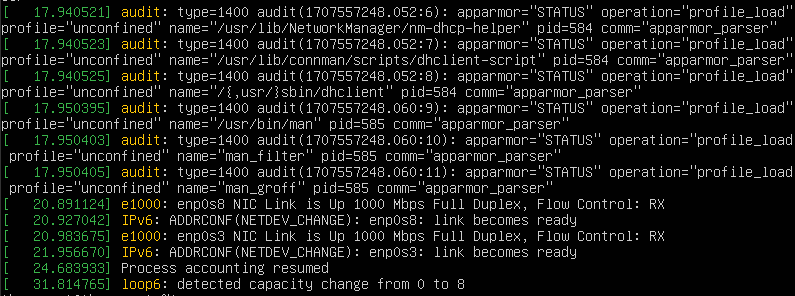 [   17.940521] audit: type=1400 audit(1707557248.052:6): apparmor="STATUS" operation="profile_load"
profile="unconfined" name="/usr/lib/NetworkManager/nm-dhcp-helper" pid=584 comm="apparmor_parser"
[   17.940523] audit: type=1400 audit(1707557248.052:7): apparmor="STATUS" operation="profile_load"
profile="unconfined" name="/usr/lib/connman/scripts/dhclient-script" pid=584 comm="apparmor_parser"
[   17.940525] audit: type=1400 audit(1707557248.052:8): apparmor="STATUS" operation="profile_load"
profile="unconfined" name="/{,usr/}sbin/dhclient" pid=584 comm="apparmor_parser"
[   17.950395] audit: type=1400 audit(1707557248.060:9): apparmor="STATUS" operation="profile_load"
profile="unconfined" name="/usr/bin/man" pid=585 comm="apparmor_parser"
[   17.950403] audit: type=1400 audit(1707557248.060:10): apparmor="STATUS" operation="profile_load
 profile="unconfined" name="man_filter" pid=585 comm="apparmor_parser"
[   17.950405] audit: type=1400 audit(1707557248.060:11): apparmor="STATUS" operation="profile_load
 profile="unconfined" name="man_groff" pid=585 comm="apparmor_parser"
[   20.891124] e1000: enp0s8 NIC Link is Up 1000 Mbps Full Duplex, Flow Control: RX
[   20.927042] IPv6: ADDRCONF(NETDEV_CHANGE): enp0s8: link becomes ready
[   20.983675] e1000: enp0s3 NIC Link is Up 1000 Mbps Full Duplex, Flow Control: RX
[   21.956670] IPv6: ADDRCONF(NETDEV_CHANGE): enp0s3: link becomes ready
[   24.683933] Process accounting resumed
[   31.814765] loop6: detected capacity change from 0 to 8